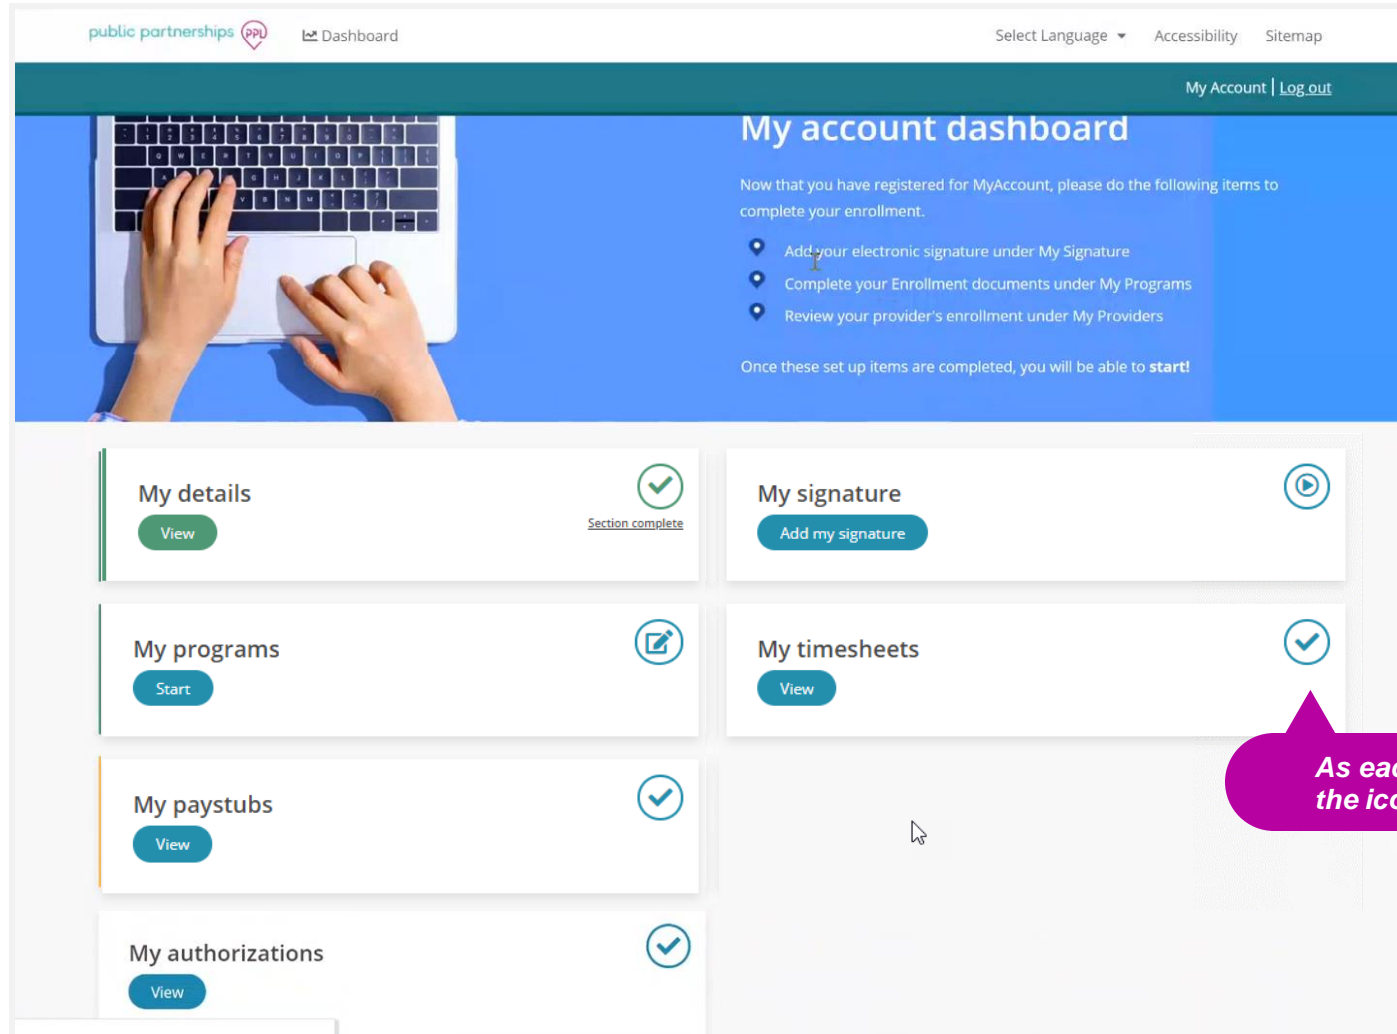 public partnerships PPL
Dashboard
Select Language
Accessibility
Sitemap
My Account | Log out
My account dashboard
Now that you have registered for MyAccount, please do the following items to
complete your enrollment.
Add your electronic signature under My Signature
Complete your Enrollment documents under My Programs
Review your provider's enrollment under My Providers
Once these set up items are completed, you will be able to start!
My details
View
Section complete
My signature
Add my signature
My programs
Start
My timesheets
View
As eac
the ico
My paystubs
View
My authorizations
View